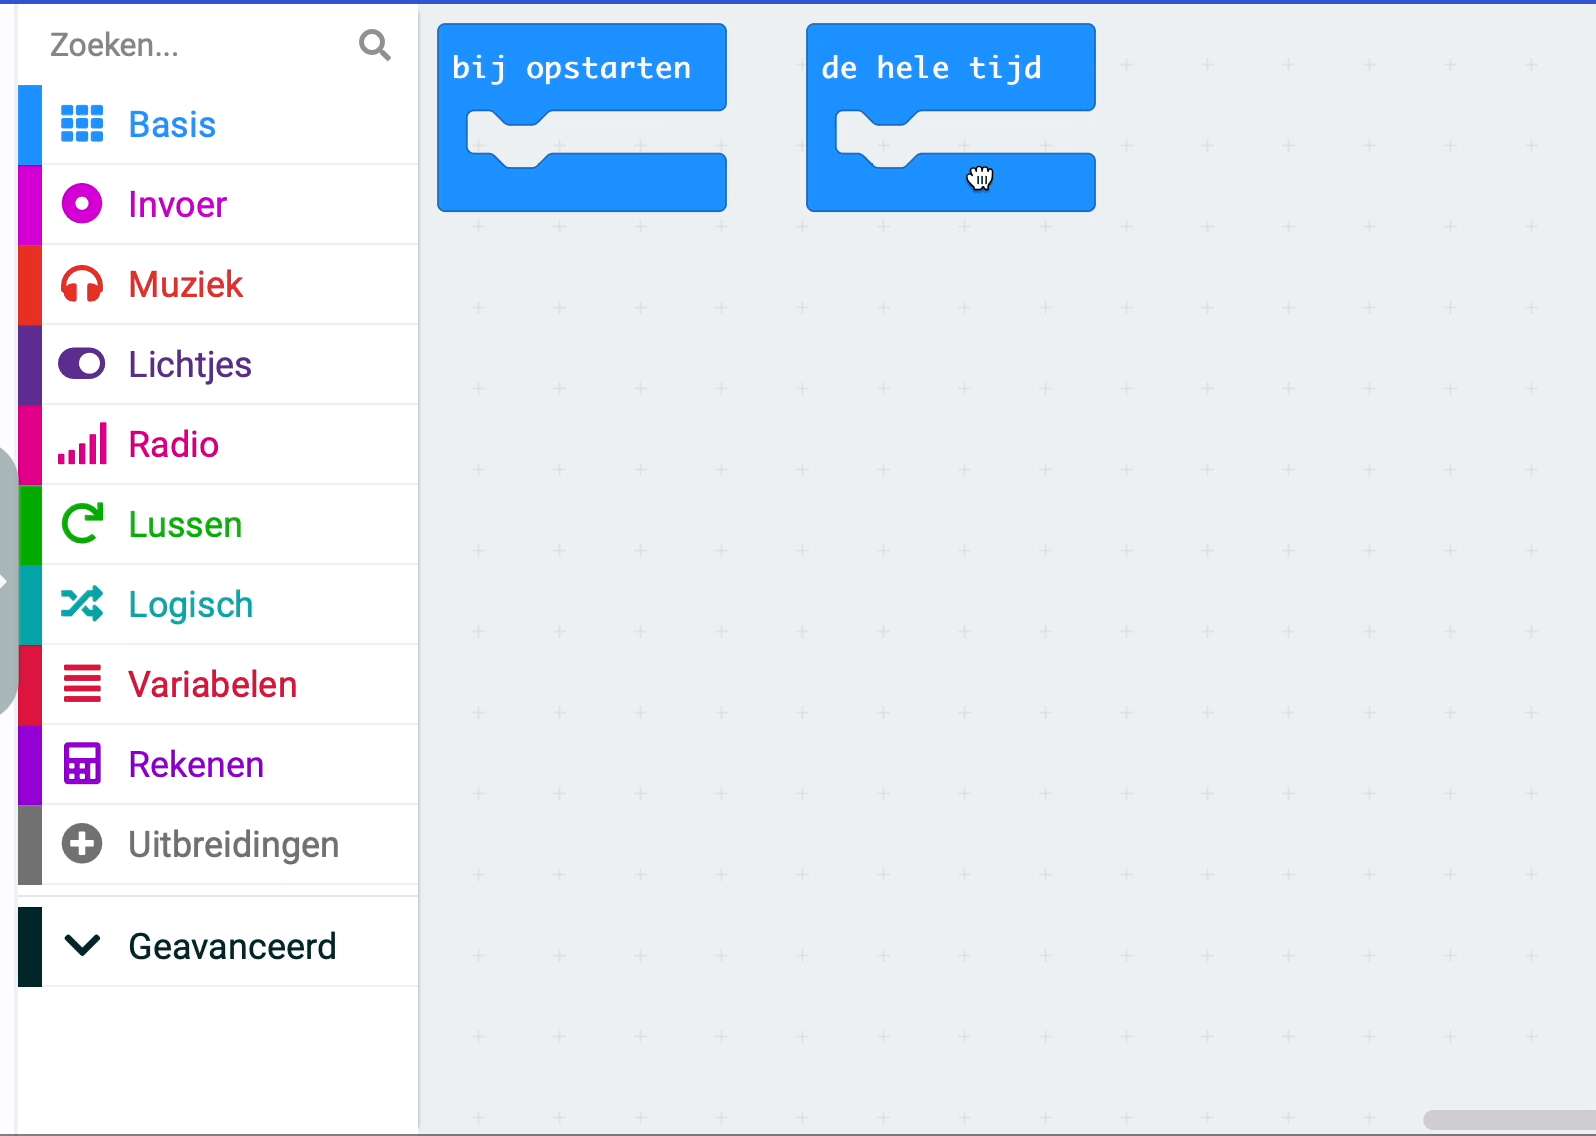 Zoeken...
Basis
Invoer
Muziek
Lichtjes
Radio
Lussen
Logisch
Variabelen
Rekenen
Uitbreidingen
Geavanceerd
bij opstarten
de hele tijd